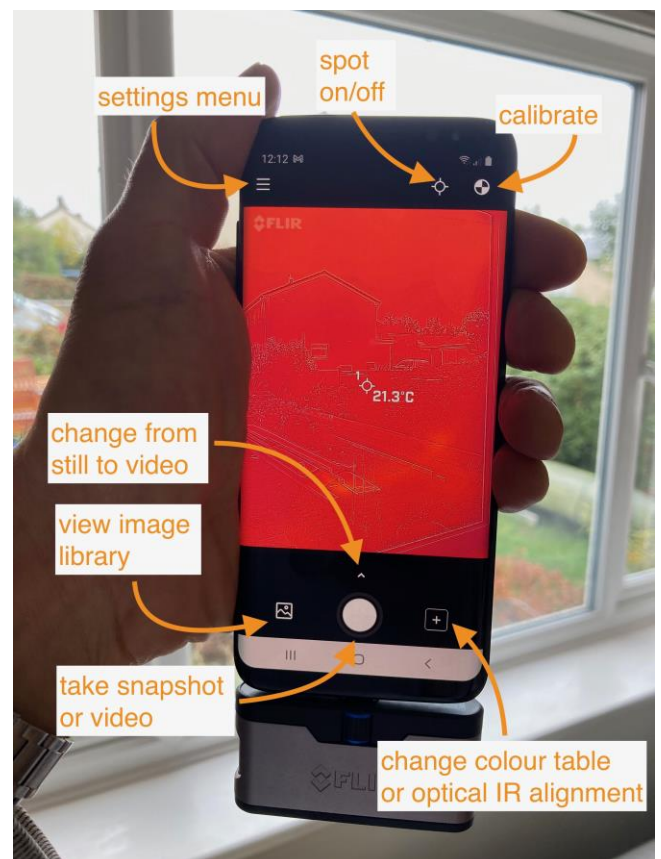 spot
on/off
settings menu
calibrate
12:12
FLIR
1
21.3°C
change from
still to video
view image
library
take snapshot
or video
FLI
change colour table
or optical IR alignment